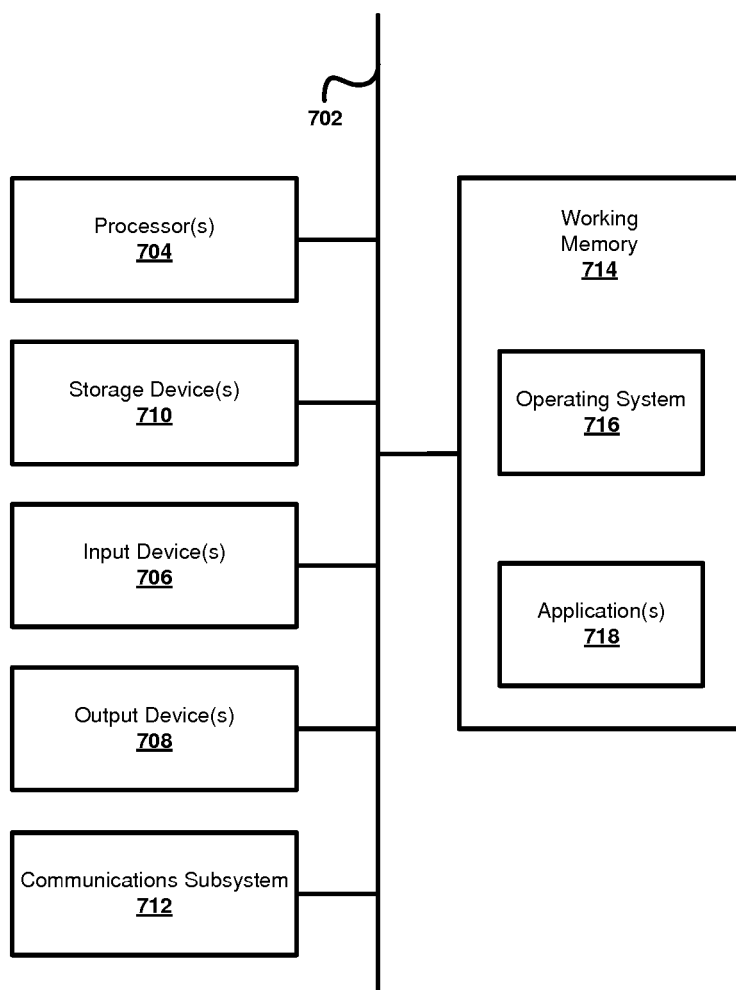 702
Processor(s)
704
Storage Device(s)
710
Input Device(s)
706
Output Device(s)
708
Communications Subsystem
712
Working
Memory
714
Operating System
716
Application(s)
718